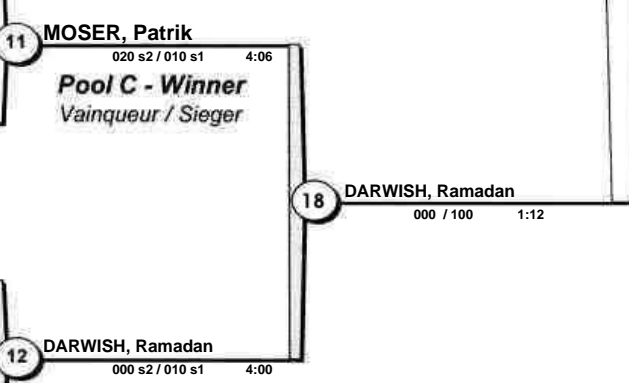 11 MOSER, Patrik
020 s2 / 010 s1 4:06
Pool C - Winner
Vainqueur / Sieger
18 DARWISH, Ramadan
000 / 100 1:12
12 DARWISH, Ramadan
000 s2 / 010 s1 4:00